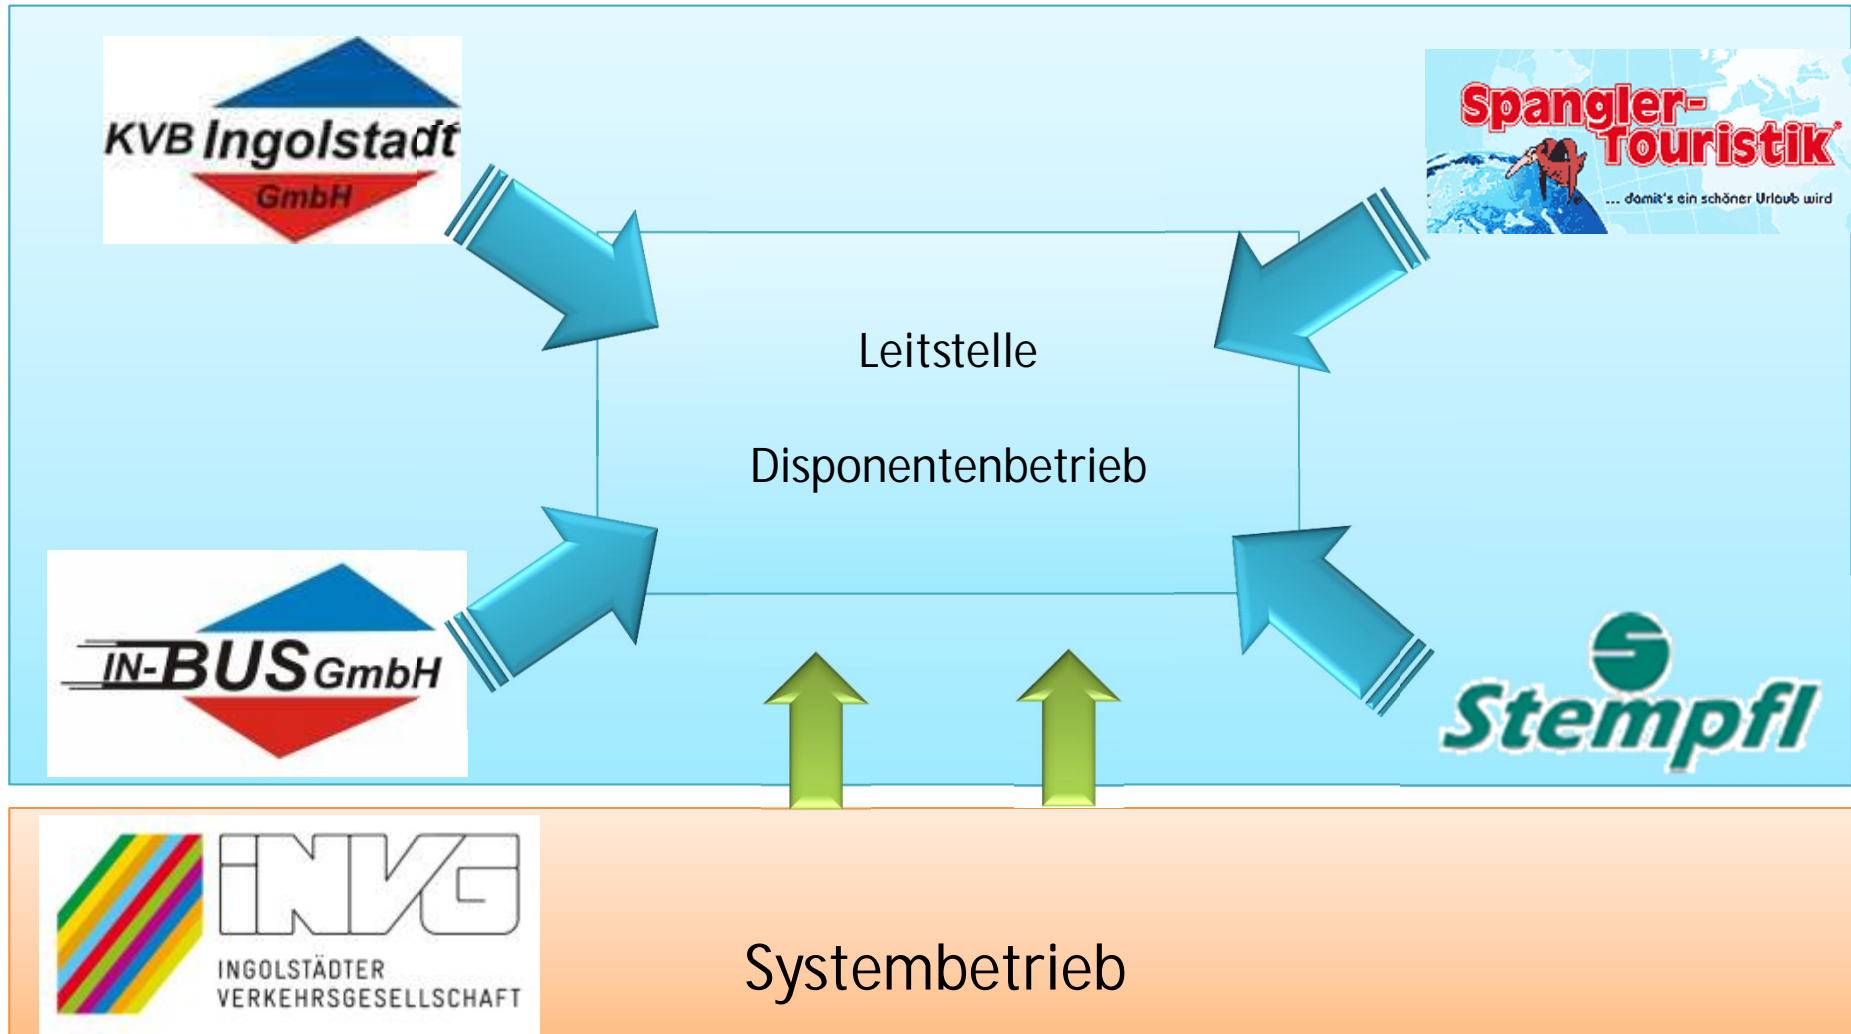 KVB Ingolstadt
GmbH
Spangler-
Touristik®
... damit's ein schöner Urlaub wird
Leitstelle
Disponentenbetrieb
IN-BUS GmbH
S
Stempfl
iNVG
INGOLSTÄDTER
VERKEHRSGESELLSCHAFT
Systembetrieb